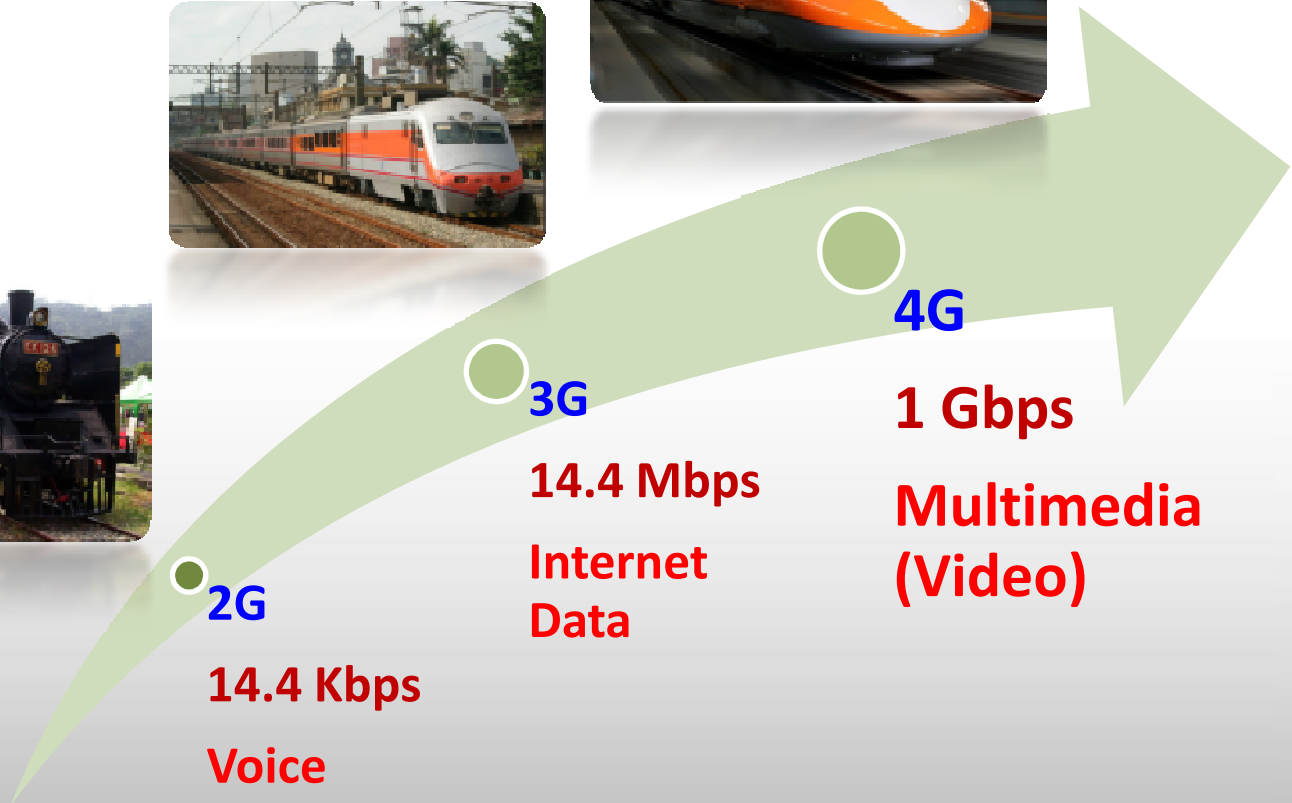 2G
14.4 Kbps
Voice
3G
14.4 Mbps
Internet
Data
4G
1 Gbps
Multimedia
(Video)